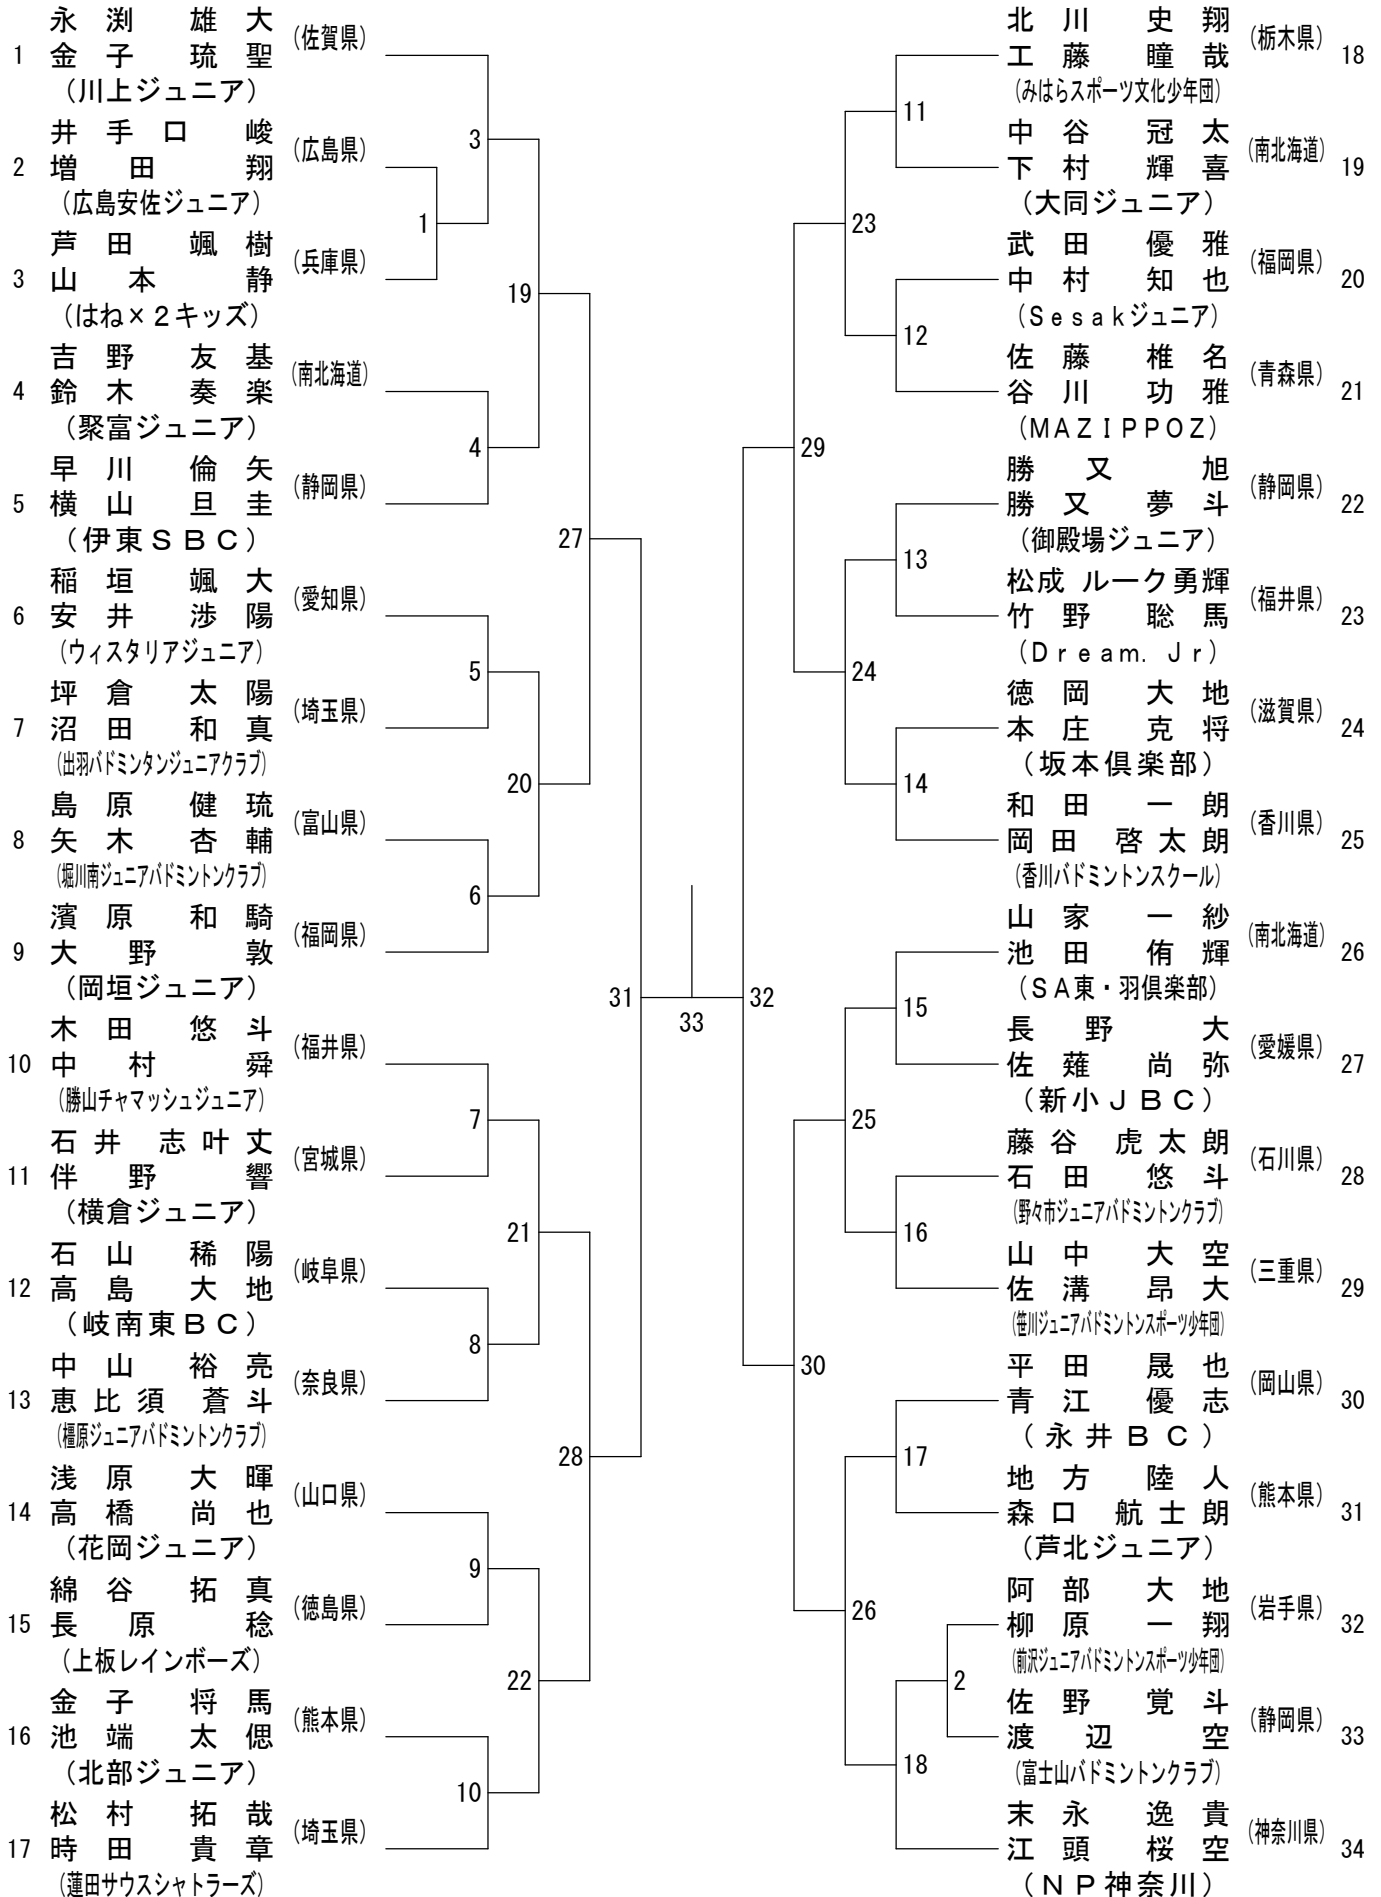 永渕 雄大
(佐賀県)
1 金子 琉聖
(川上ジュニア)
井手口 峻
(広島県)
2 増田 翔
(広島安佐ジュニア)
芦田 颯樹
(兵庫県)
3 山本 静
(はね×2キッズ)
吉野 友基
(南北海道)
4 鈴木 奏楽
(聚富ジュニア)
早川 倫矢
(静岡県)
5 横山 旦圭
(伊東SBC)
稲垣 颯大
(愛知県)
6 安井 渉陽
(ウィスタリアジュニア)
坪倉 太陽
(埼玉県)
7 沼田 和真
(出羽バドミンタンジュニアクラブ)
島原 健琉
(富山県)
8 矢木 杏輔
(堀川南ジュニアバドミントンクラブ)
濱原 和騎
(福岡県)
9 大野 敦
(岡垣ジュニア)
木田 悠斗
(福井県)
10 中村 舜
(勝山チャマッシュジュニア)
石井 志叶丈
(宮城県)
11 伴野 響
(横倉ジュニア)
石山 稀陽
(岐阜県)
12 高島 大地
(岐南東BC)
中山 裕亮
(奈良県)
13 恵比須 蒼斗
(橿原ジュニアバドミントンクラブ)
浅原 大暉
(山口県)
14 高橋 尚也
(花岡ジュニア)
綿谷 拓真
(徳島県)
15 長原 稔
(上板レインボーズ)
金子 将馬
(熊本県)
16 池端 太偲
(北部ジュニア)
松村 拓哉
(埼玉県)
17 時田 貴章
(蓮田サウスシャトラーズ)
3
1
19
4
27
5
20
6
31
7
21
8
28
9
22
10
33
32
11
23
12
29
13
24
14
15
25
16
30
17
26
2
18
北川 史翔
(栃木県)
工藤 瞳哉 18
(みはらスポーツ文化少年団)
中谷 冠太
(南北海道)
下村 輝喜 19
(大同ジュニア)
武田 優雅
(福岡県)
中村 知也 20
(Sesakジュニア)
佐藤 椎名
(青森県)
谷川 功雅 21
(MAZIPPOZ)
勝又 旭
(静岡県)
勝又 夢斗 22
(御殿場ジュニア)
松成 ルーク勇輝
(福井県)
竹野 聡馬 23
(Dream.Jr)
徳岡 大地
(滋賀県)
本庄 克将 24
(坂本倶楽部)
和田 一朗
(香川県)
岡田 啓太朗 25
(香川バドミントンスクール)
山家 一紗
(南北海道)
池田 侑輝 26
(SA東・羽倶楽部)
長野 大
(愛媛県)
佐薙 尚弥 27
(新小JBC)
藤谷 虎太朗
(石川県)
石田 悠斗 28
(野々市ジュニアバドミントンクラブ)
山中 大空
(三重県)
佐溝 昂大 29
(笹川ジュニアバドミントンスポーツ少年団)
平田 晟也
(岡山県)
青江 優志 30
(永井BC)
地方 陸人
(熊本県)
森口 航士朗 31
(芦北ジュニア)
阿部 大地
(岩手県)
柳原 一翔 32
(前沢ジュニアバドミントンスポーツ少年団)
佐野 覚斗
(静岡県)
渡辺 空 33
(富士山バドミントンクラブ)
末永 逸貴
(神奈川県)
江頭 桜空 34
(NP神奈川)